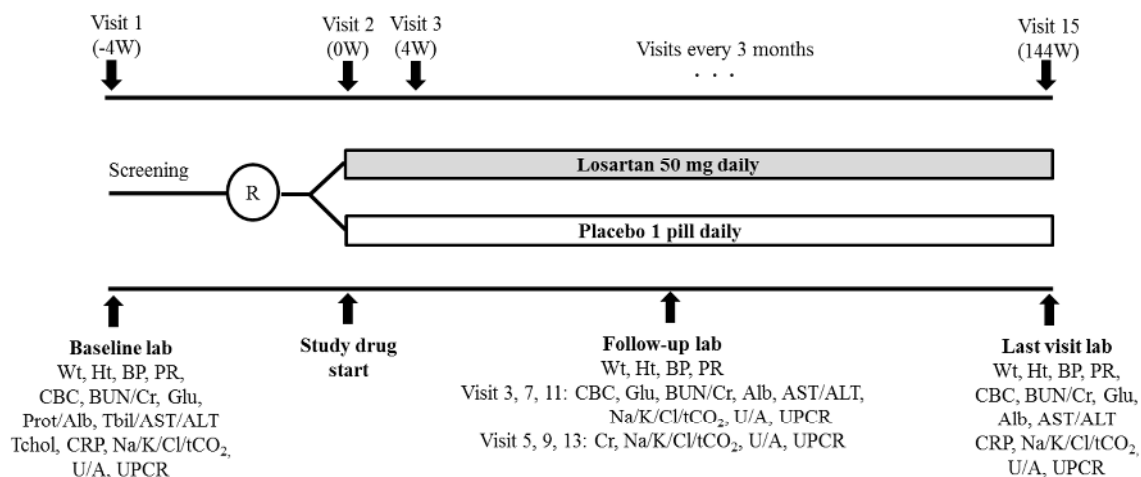 Visit 1
(-4W)
Visit 2
(0W)
Visit 3
(4W)
Visits every 3 months
. . .
Visit 15
(144W)
Screening
R
Losartan 50 mg daily
Placebo 1 pill daily
Baseline lab
Wt, Ht, BP, PR,
CBC, BUN/Cr, Glu,
Prot/Alb, Tbil/AST/ALT
Tchol, CRP, Na/K/Cl/tCO₂,
U/A, UPCR
Study drug
start
Follow-up lab
Wt, Ht, BP, PR
Visit 3, 7, 11: CBC, Glu, BUN/Cr, Alb, AST/ALT,
Na/K/Cl/tCO₂, U/A, UPCR
Visit 5, 9, 13: Cr, Na/K/Cl/tCO₂, U/A, UPCR
Last visit lab
Wt, Ht, BP, PR,
CBC, BUN/Cr, Glu,
Alb, AST/ALT
CRP, Na/K/Cl/tCO₂,
U/A, UPCR